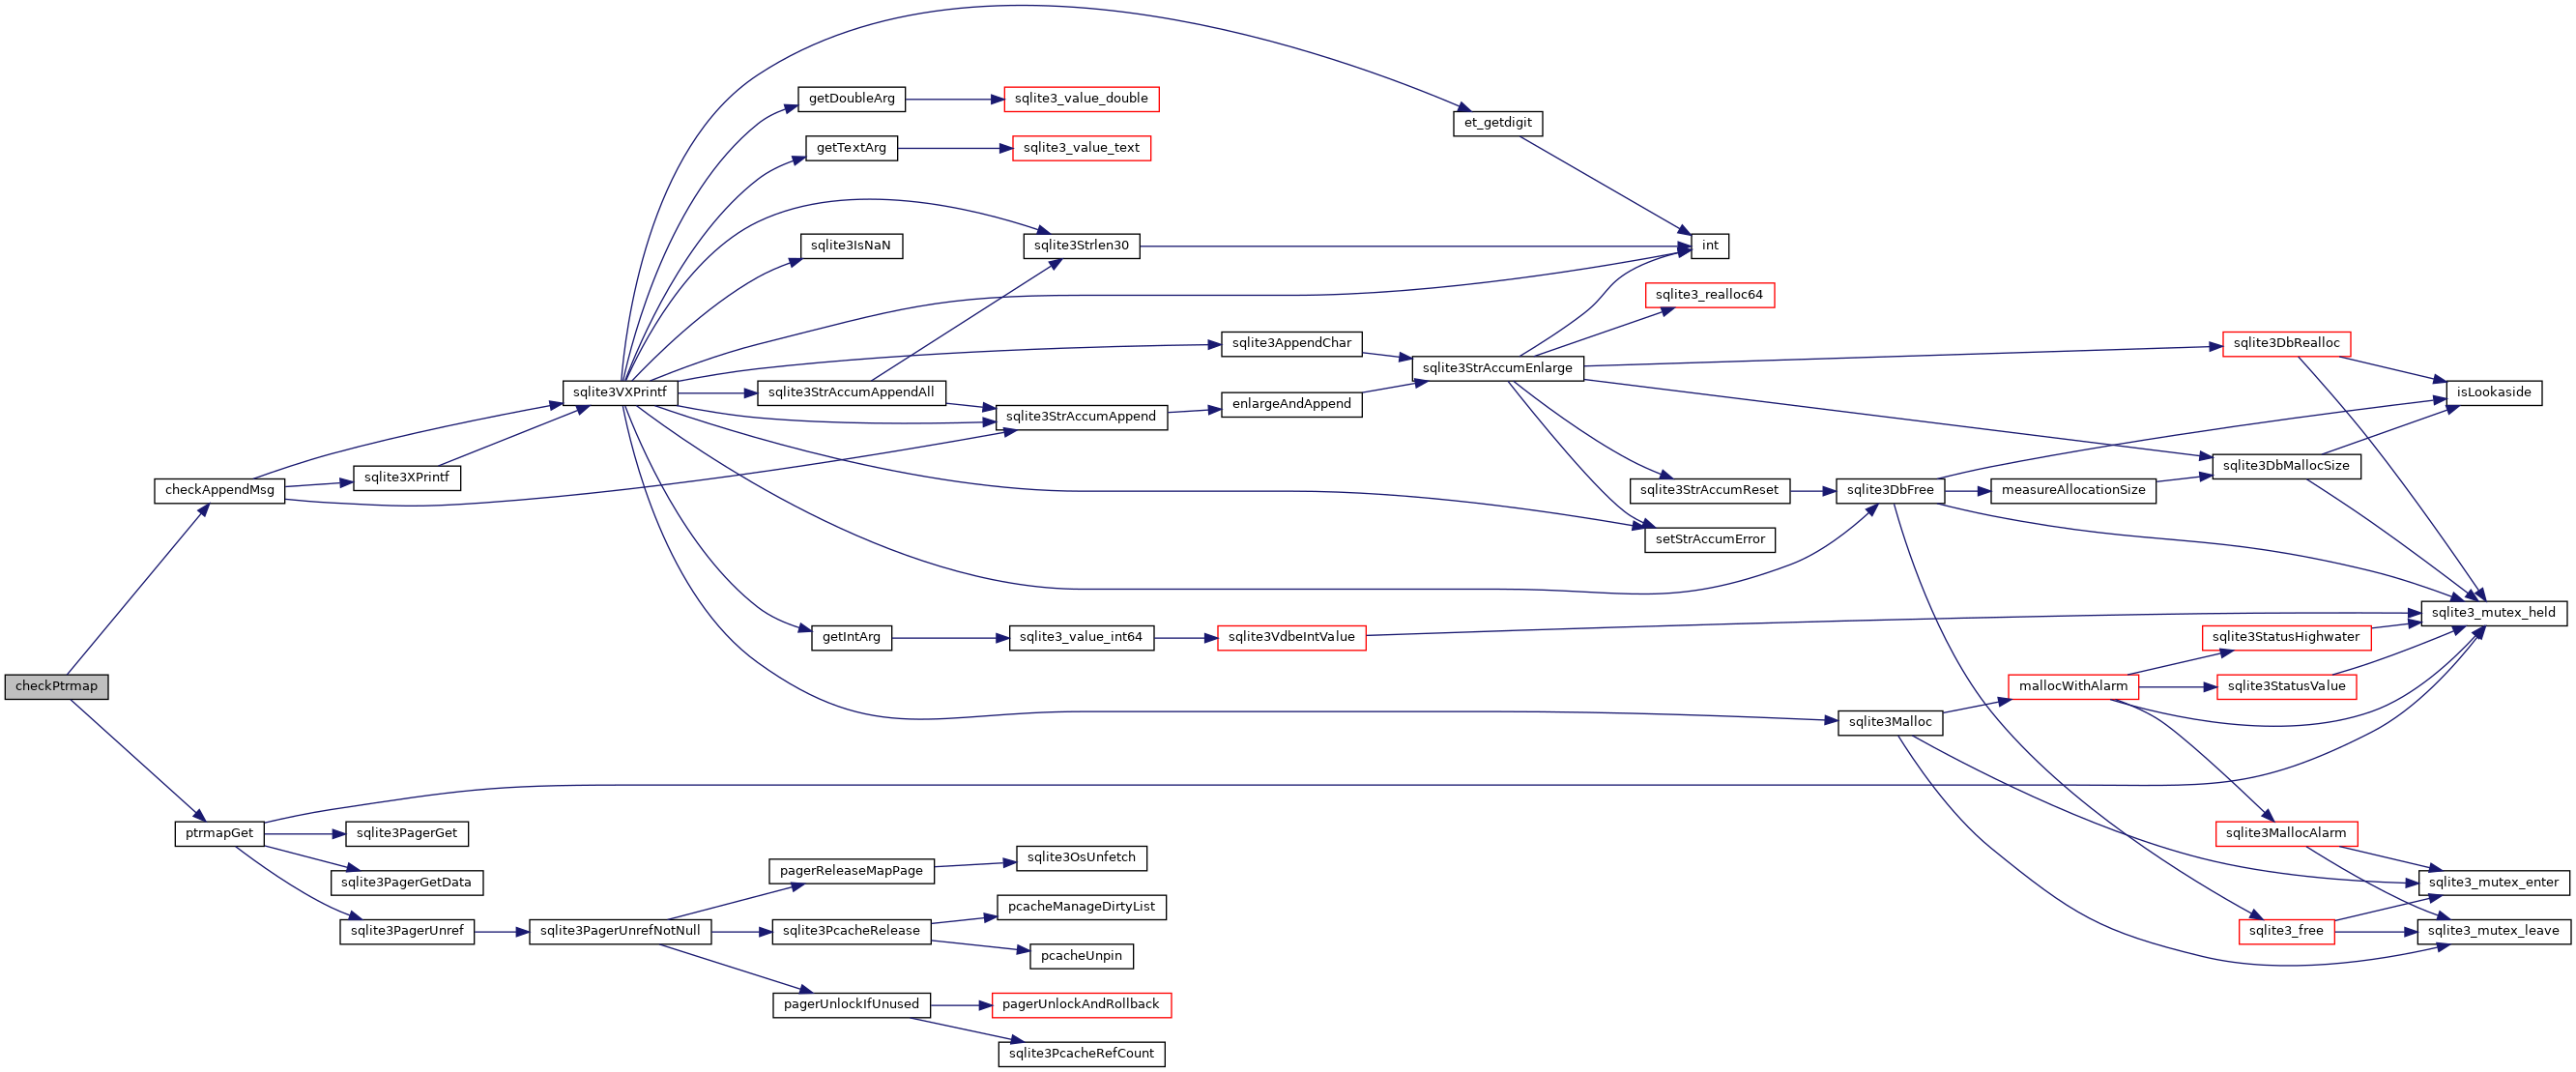 getDoubleArg
sqlite3_value_double
et_getdigit
getTextArg
sqlite3_value_text
sqlite3IsNaN
sqlite3Strlen30
int
sqlite3_realloc64
sqlite3AppendChar
sqlite3DbRealloc
sqlite3StrAccumEnlarge
sqlite3VXPrintf
sqlite3StrAccumAppendAll
isLookaside
enlargeAndAppend
sqlite3StrAccumAppend
sqlite3DbMallocSize
sqlite3XPrintf
checkAppendMsg
sqlite3StrAccumReset
sqlite3DbFree
measureAllocationSize
setStrAccumError
sqlite3_mutex_held
getIntArg
sqlite3_value_int64
sqlite3VdbeIntValue
sqlite3StatusHighwater
checkPtrmap
mallocWithAlarm
sqlite3StatusValue
sqlite3Malloc
ptrmapGet
sqlite3PagerGet
sqlite3MallocAlarm
sqlite3OsUnfetch
pagerReleaseMapPage
sqlite3PagerGetData
sqlite3_mutex_enter
pcacheManageDirtyList
sqlite3PagerUnref
sqlite3PagerUnrefNotNull
sqlite3PcacheRelease
sqlite3_free
sqlite3_mutex_leave
pcacheUnpin
pagerUnlockIfUnused
pagerUnlockAndRollback
sqlite3PcacheRefCount